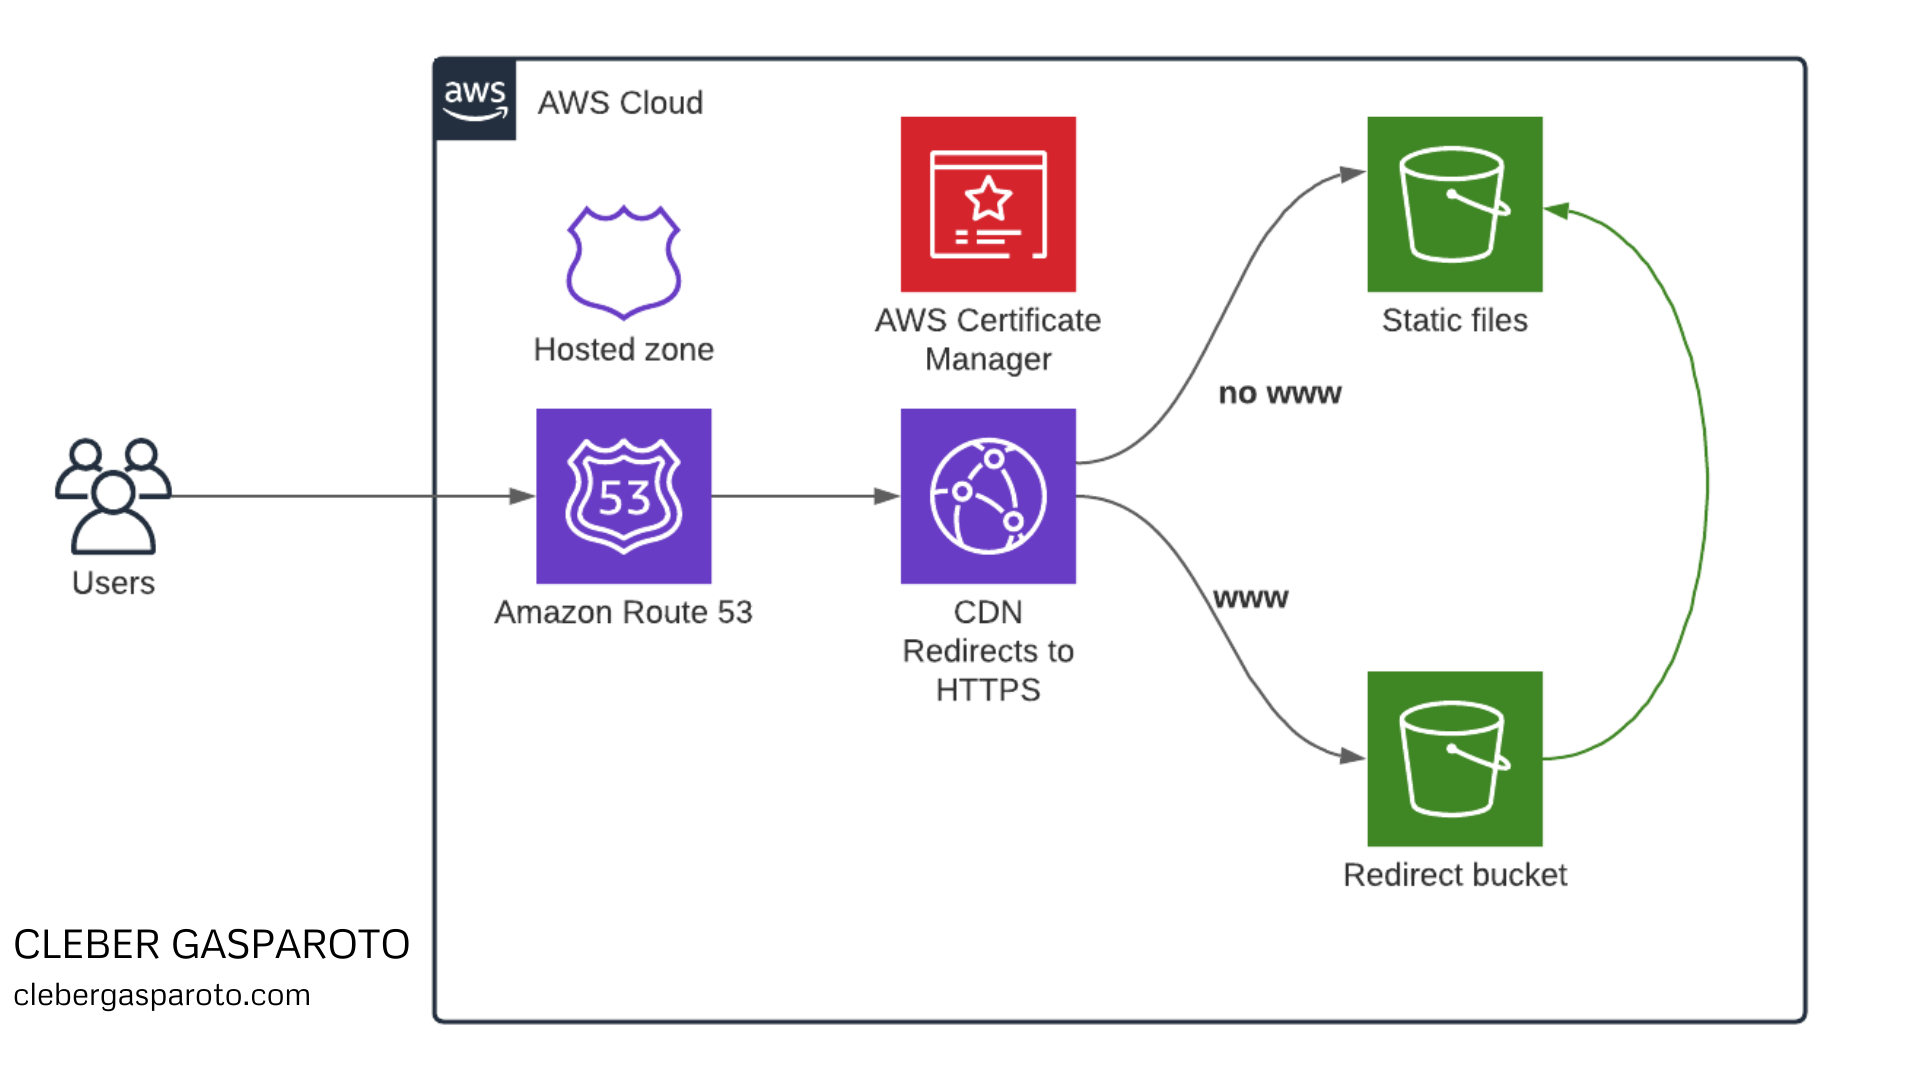 aws
AWS Cloud
Hosted zone
AWS Certificate
Manager
Static files
no www
53
Users
Amazon Route 53
CDN
Redirects to
HTTPS
www
Redirect bucket
CLEBER GASPAROTO
clebergasparoto.com